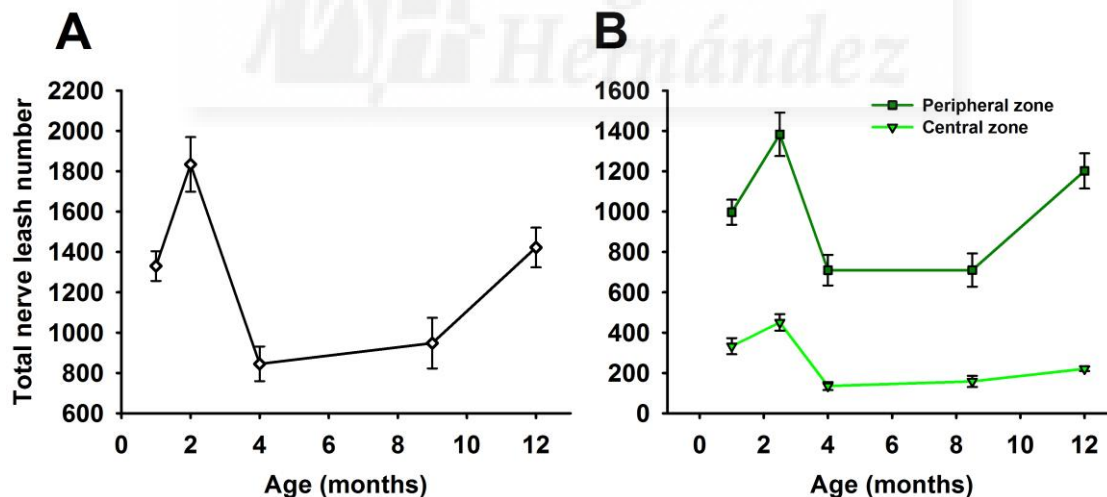 Hernández
A
B
Total nerve leash number
2200
2000
1800
1600
1400
1200
1000
800
600
0 2 4 6 8 10 12
Age (months)
1600
1400
1200
1000
800
600
400
200
0
Peripheral zone
Central zone
0 2 4 6 8 10 12
Age (months)